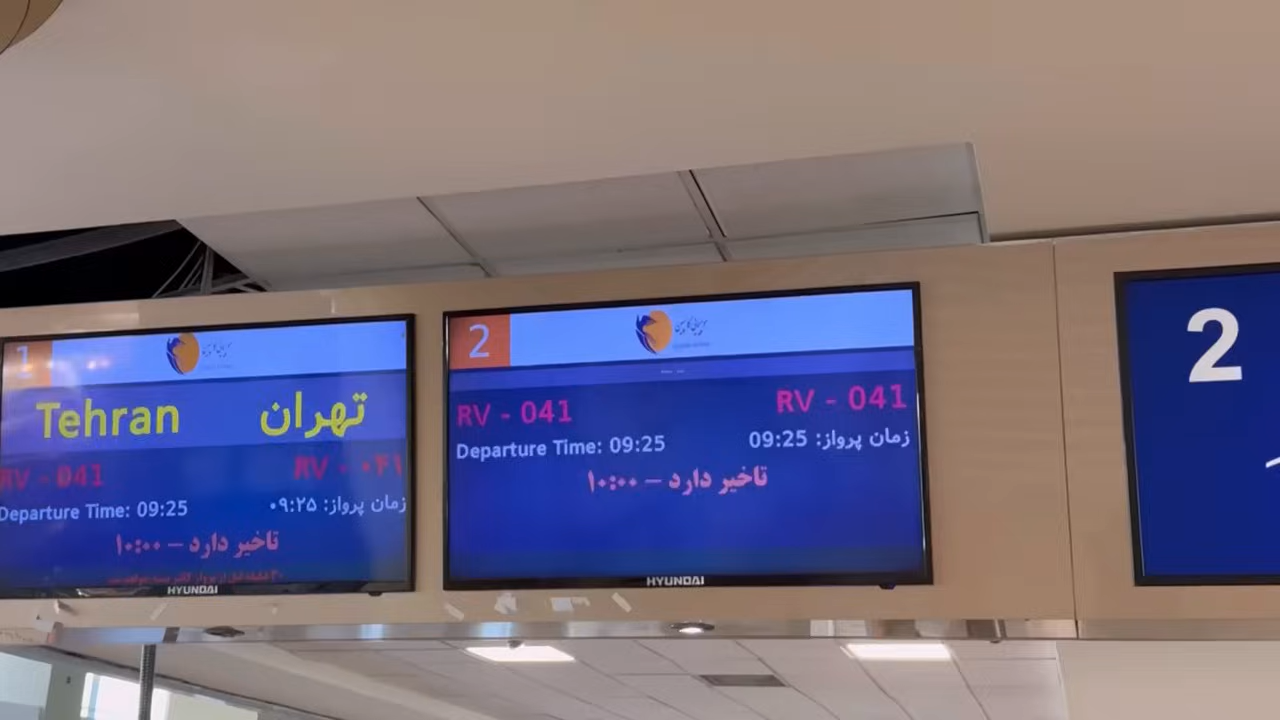 1
Tehran تهران
RV - 041 RV - ۰۴۱
Departure Time: 09:25 زمان پرواز: ۰۹:۲۵
تاخیر دارد – ۱۰:۰۰
HYUNDAI
2
RV - 041 RV - 041
Departure Time: 09:25 زمان پرواز: 09:25
تاخیر دارد – ۱۰:۰۰
HYUNDAI
2